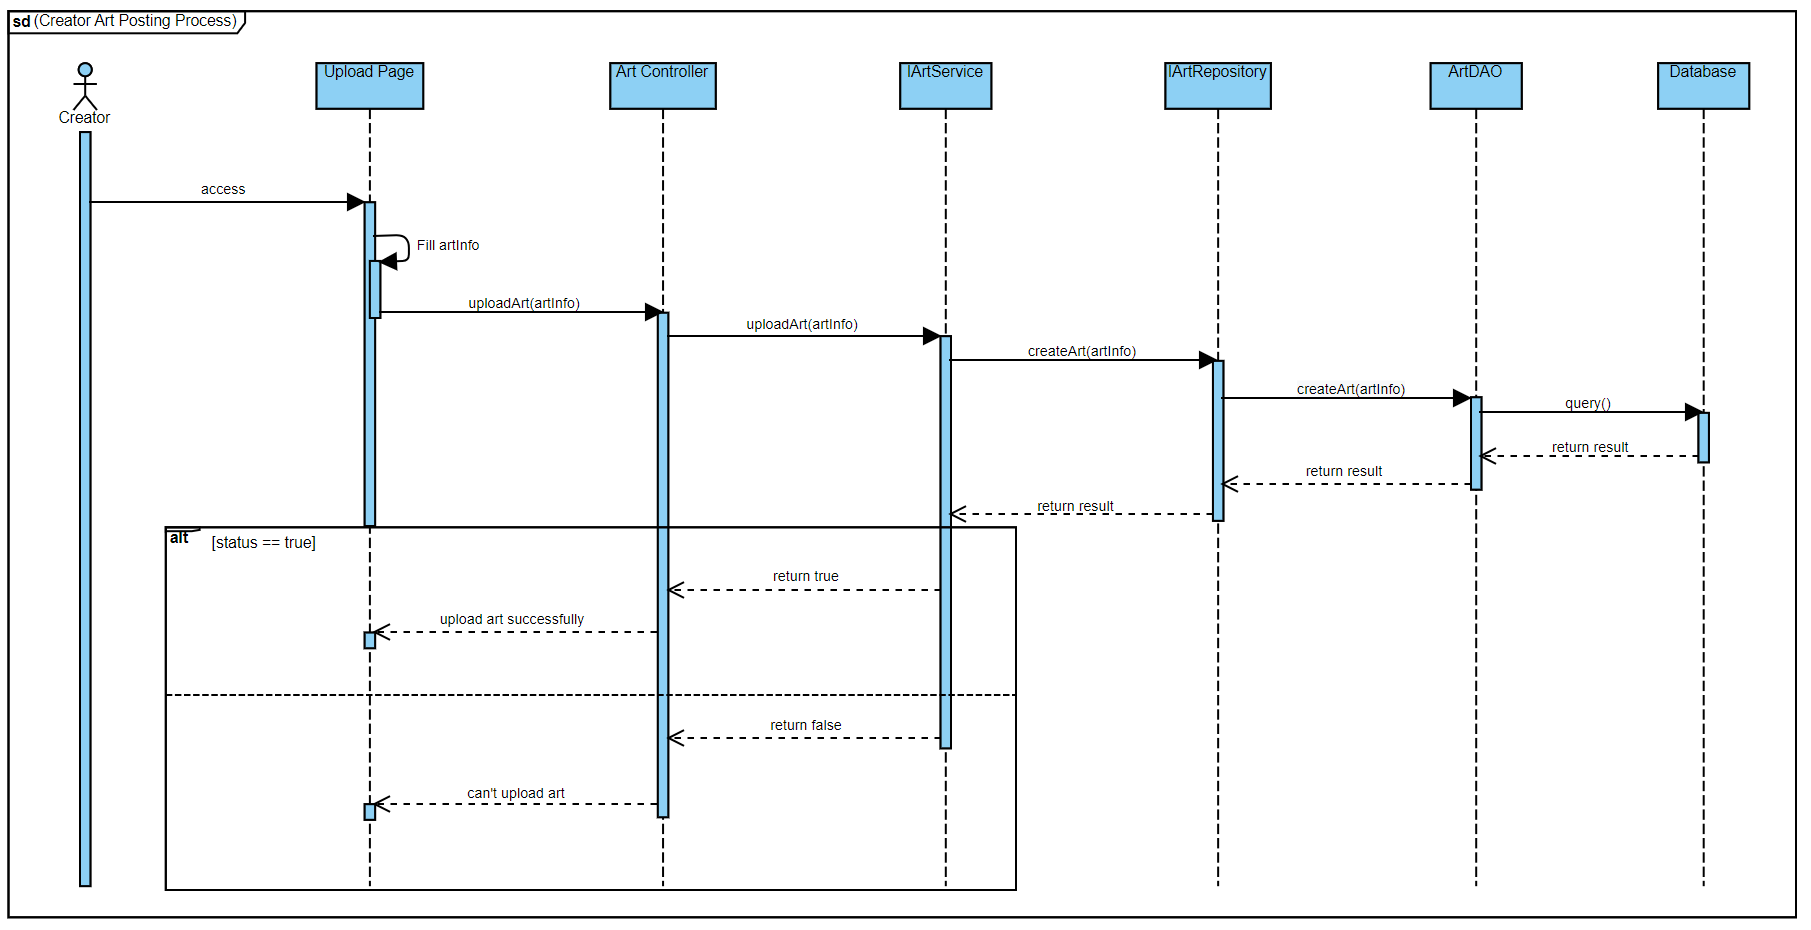 sd (Creator Art Posting Process)
Creator
Upload Page
Art Controller
IArtService
IArtRepository
ArtDAO
Database
access
Fill artInfo
uploadArt(artInfo)
uploadArt(artInfo)
createArt(artInfo)
createArt(artInfo)
query()
return result
return result
return result
alt
[status == true]
return true
upload art successfully
return false
can't upload art